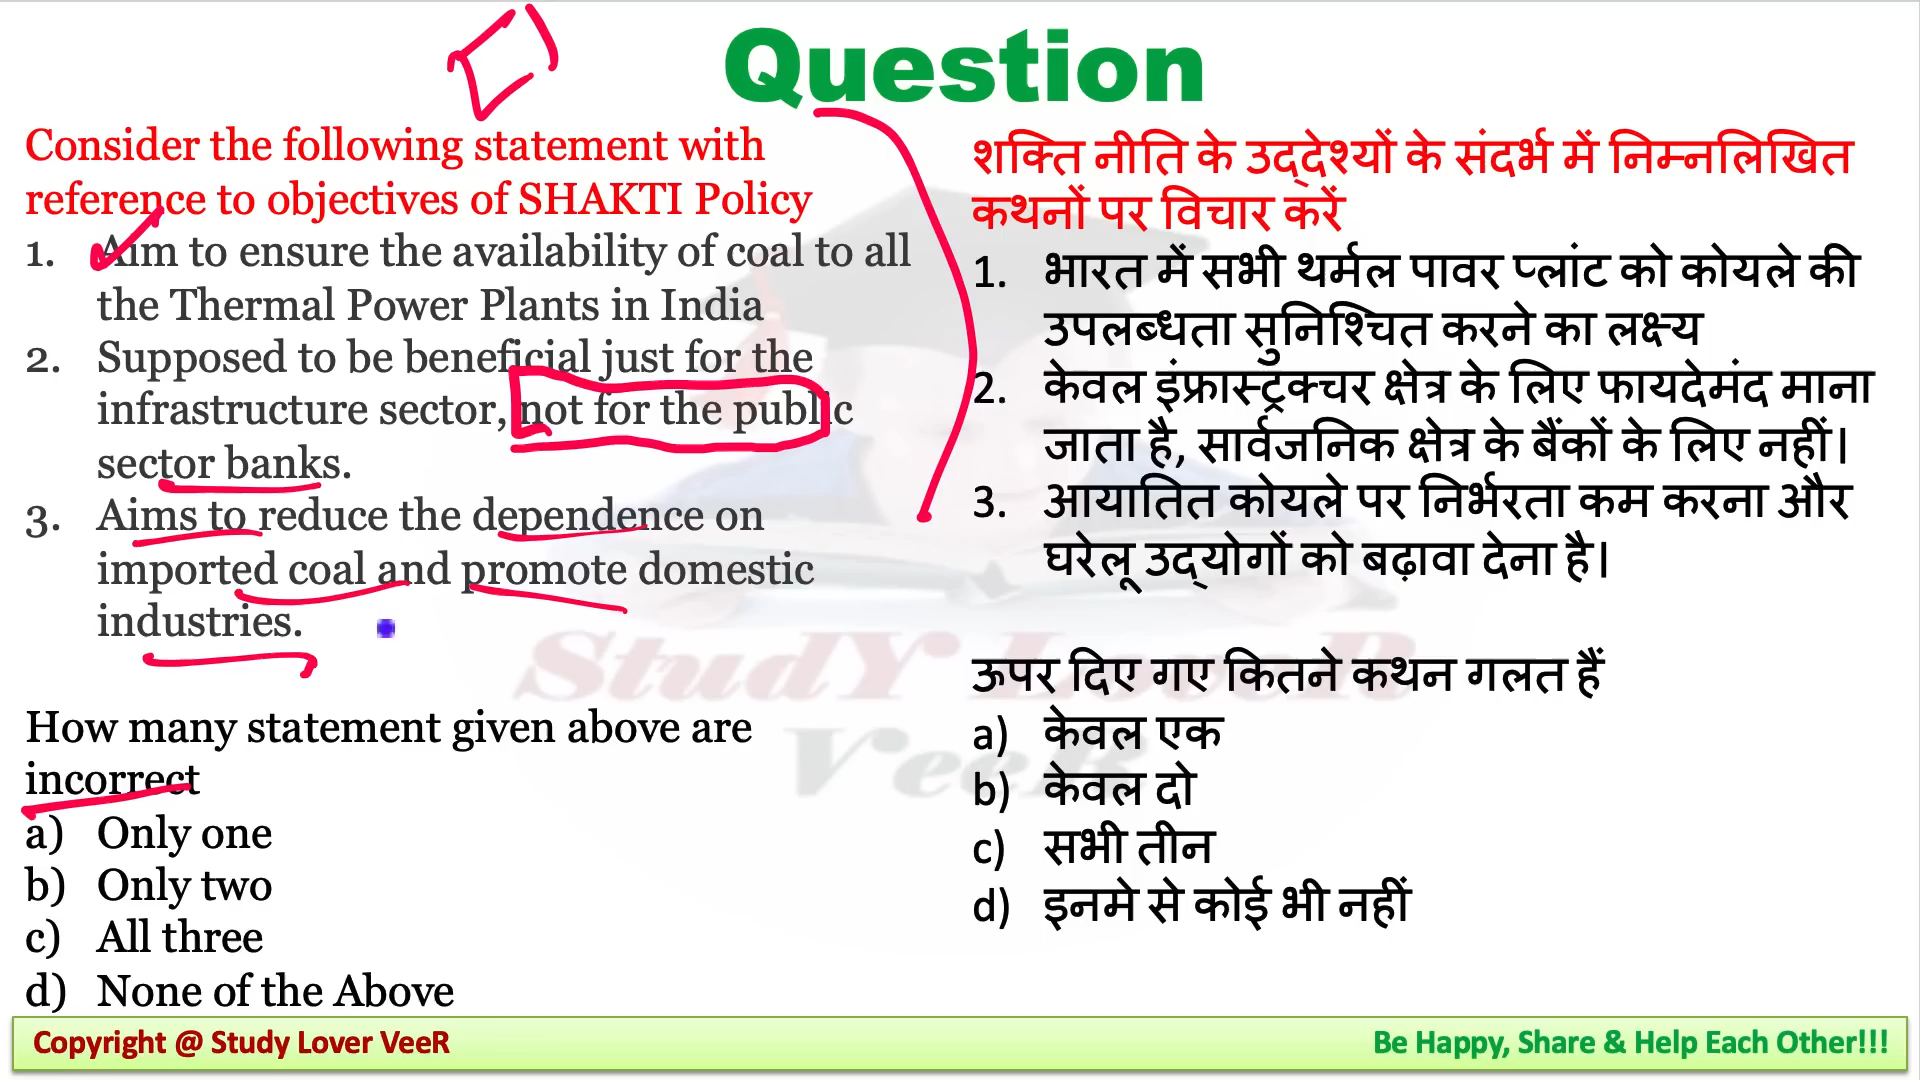 Question
Consider the following statement with
reference to objectives of SHAKTI Policy
1. Aim to ensure the availability of coal to all
the Thermal Power Plants in India
2. Supposed to be beneficial just for the
infrastructure sector, not for the public
sector banks.
3. Aims to reduce the dependence on
imported coal and promote domestic
industries.
How many statement given above are
incorrect
a) Only one
b) Only two
c) All three
d) None of the Above
शक्ति नीति के उद्देश्यों के संदर्भ में निम्नलिखित
कथनों पर विचार करें
1. भारत में सभी थर्मल पावर प्लांट को कोयले की
उपलब्धता सुनिश्चित करने का लक्ष्य
2. केवल इंफ्रास्ट्रक्चर क्षेत्र के लिए फायदेमंद माना
जाता है, सार्वजनिक क्षेत्र के बैंकों के लिए नहीं।
3. आयातित कोयले पर निर्भरता कम करना और
घरेलू उद्योगों को बढ़ावा देना है।
ऊपर दिए गए कितने कथन गलत हैं
a) केवल एक
b) केवल दो
c) सभी तीन
d) इनमे से कोई भी नहीं
StudY LoveR
VeeR
Copyright @ Study Lover VeeR
Be Happy, Share & Help Each Other!!!